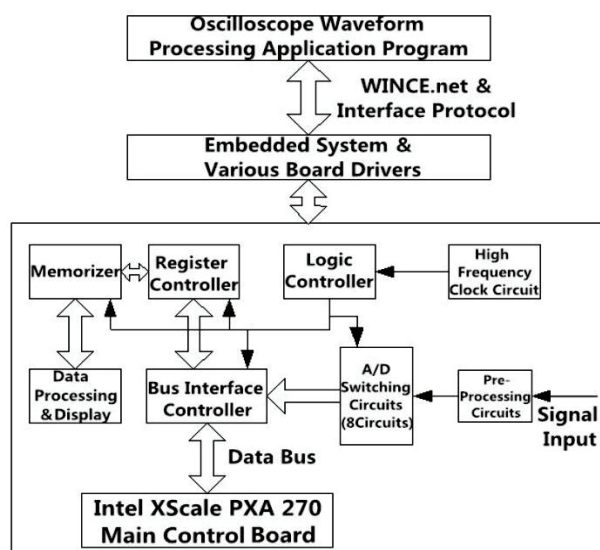 Oscilloscope Waveform
Processing Application Program
WINCE.net &
Interface Protocol
Embedded System &
Various Board Drivers
Memorizer
Register
Controller
Logic
Controller
High
Frequency
Clock Circuit
Data
Processing
&Display
Bus Interface
Controller
A/D
Switching
Circuits
(8Circuits)
Pre-
Processing
Circuits
Signal
Input
Data Bus
Intel XScale PXA 270
Main Control Board